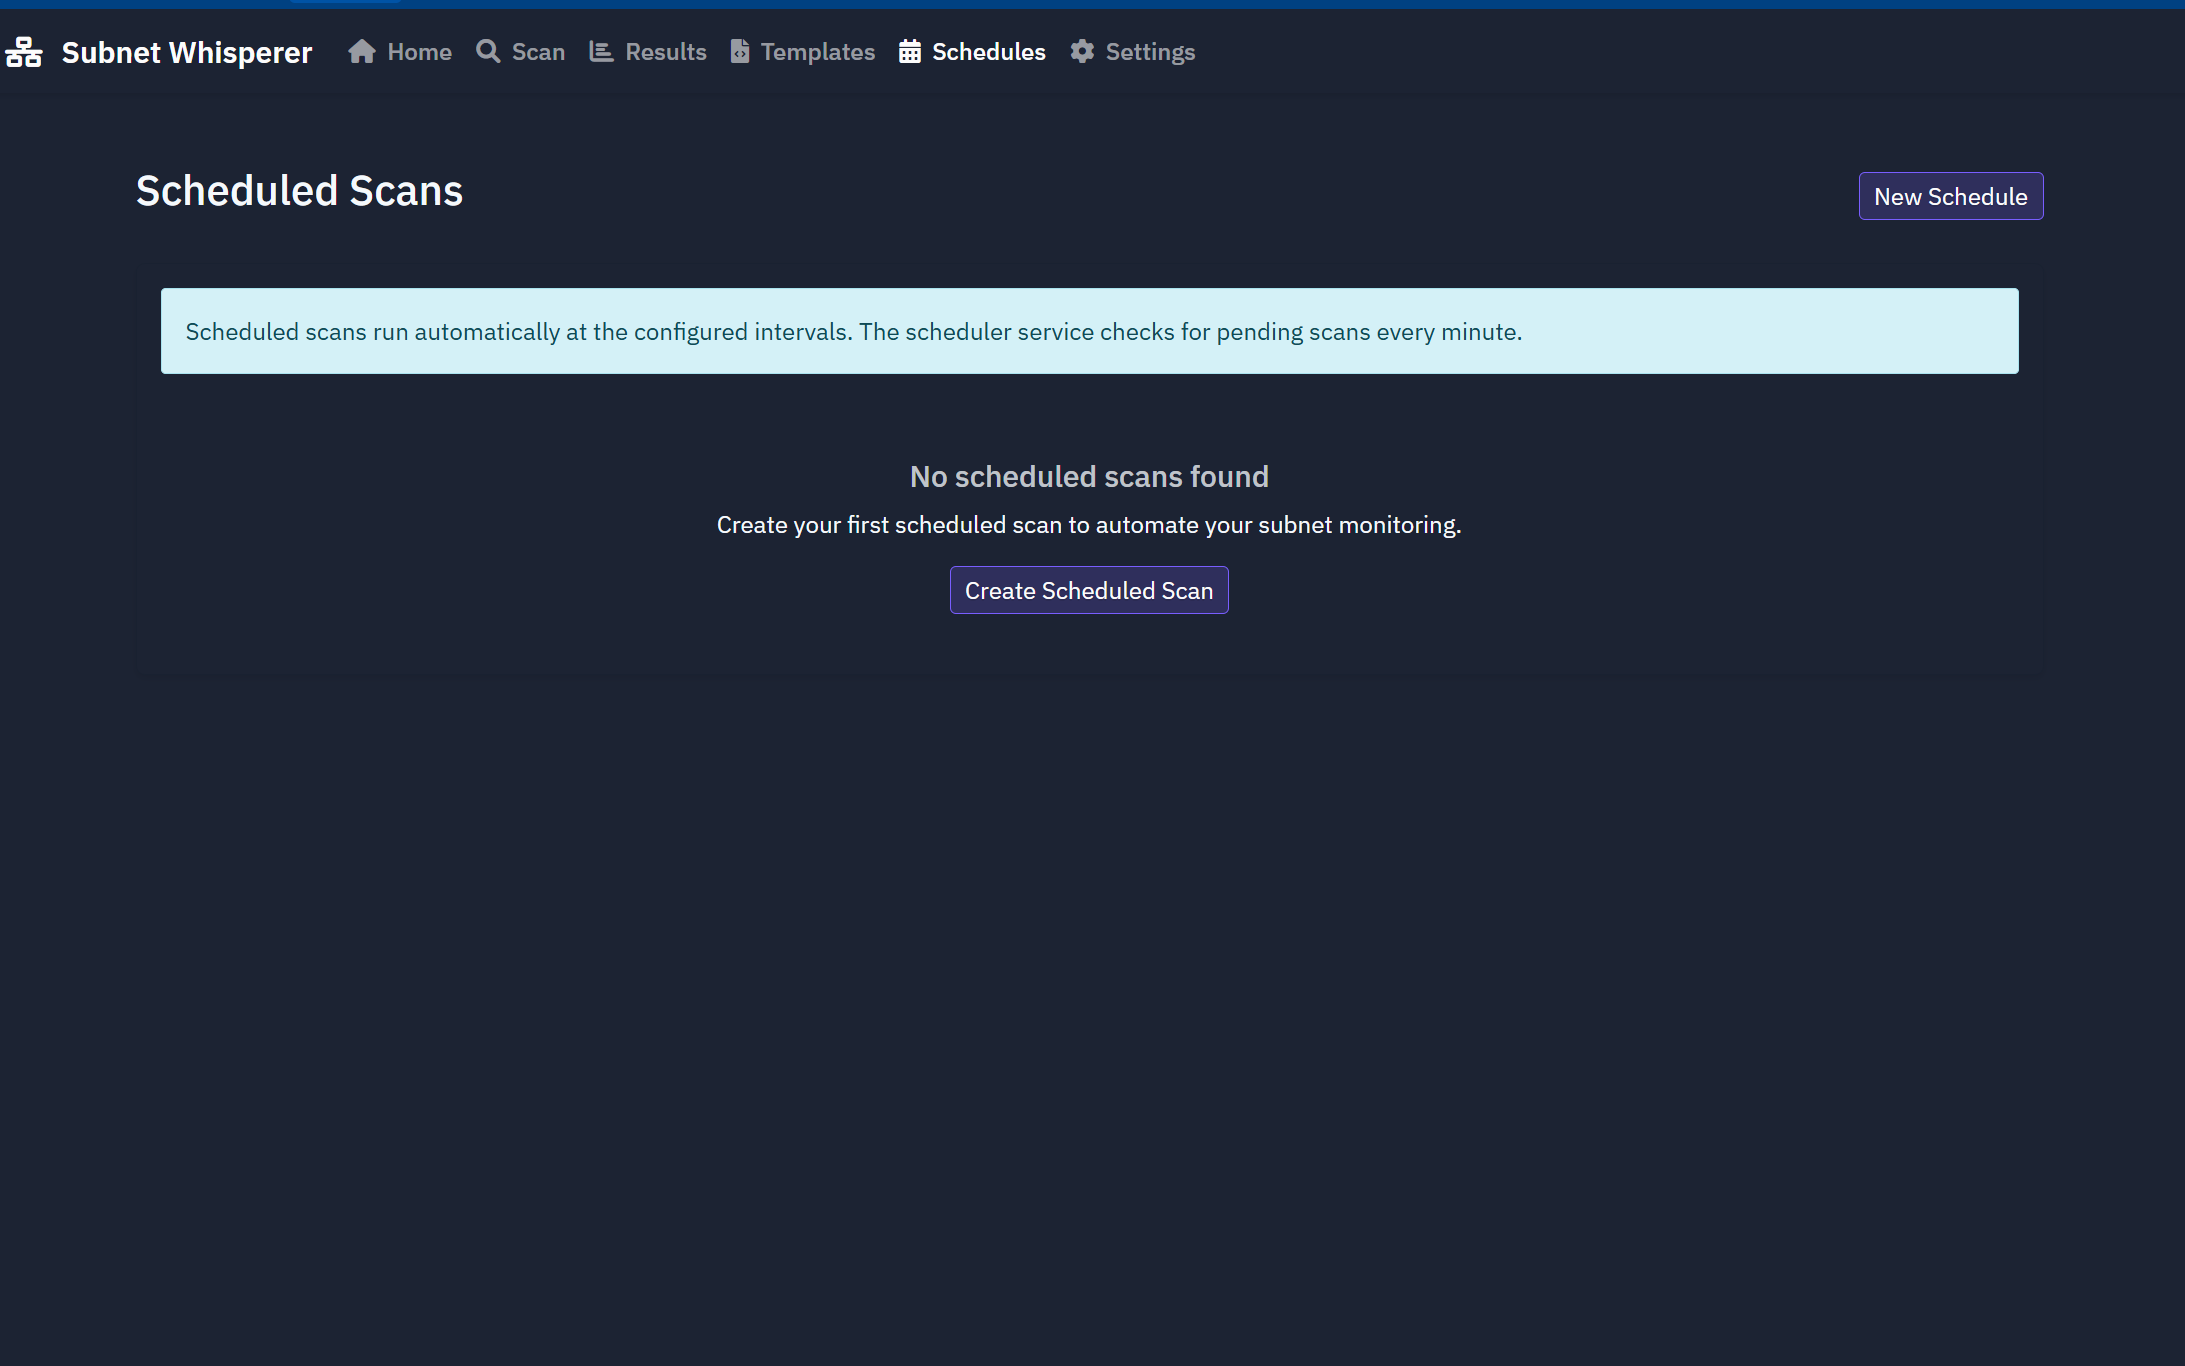 Subnet Whisperer Home Scan Results Templates Schedules Settings
Scheduled Scans
New Schedule
Scheduled scans run automatically at the configured intervals. The scheduler service checks for pending scans every minute.
No scheduled scans found
Create your first scheduled scan to automate your subnet monitoring.
Create Scheduled Scan